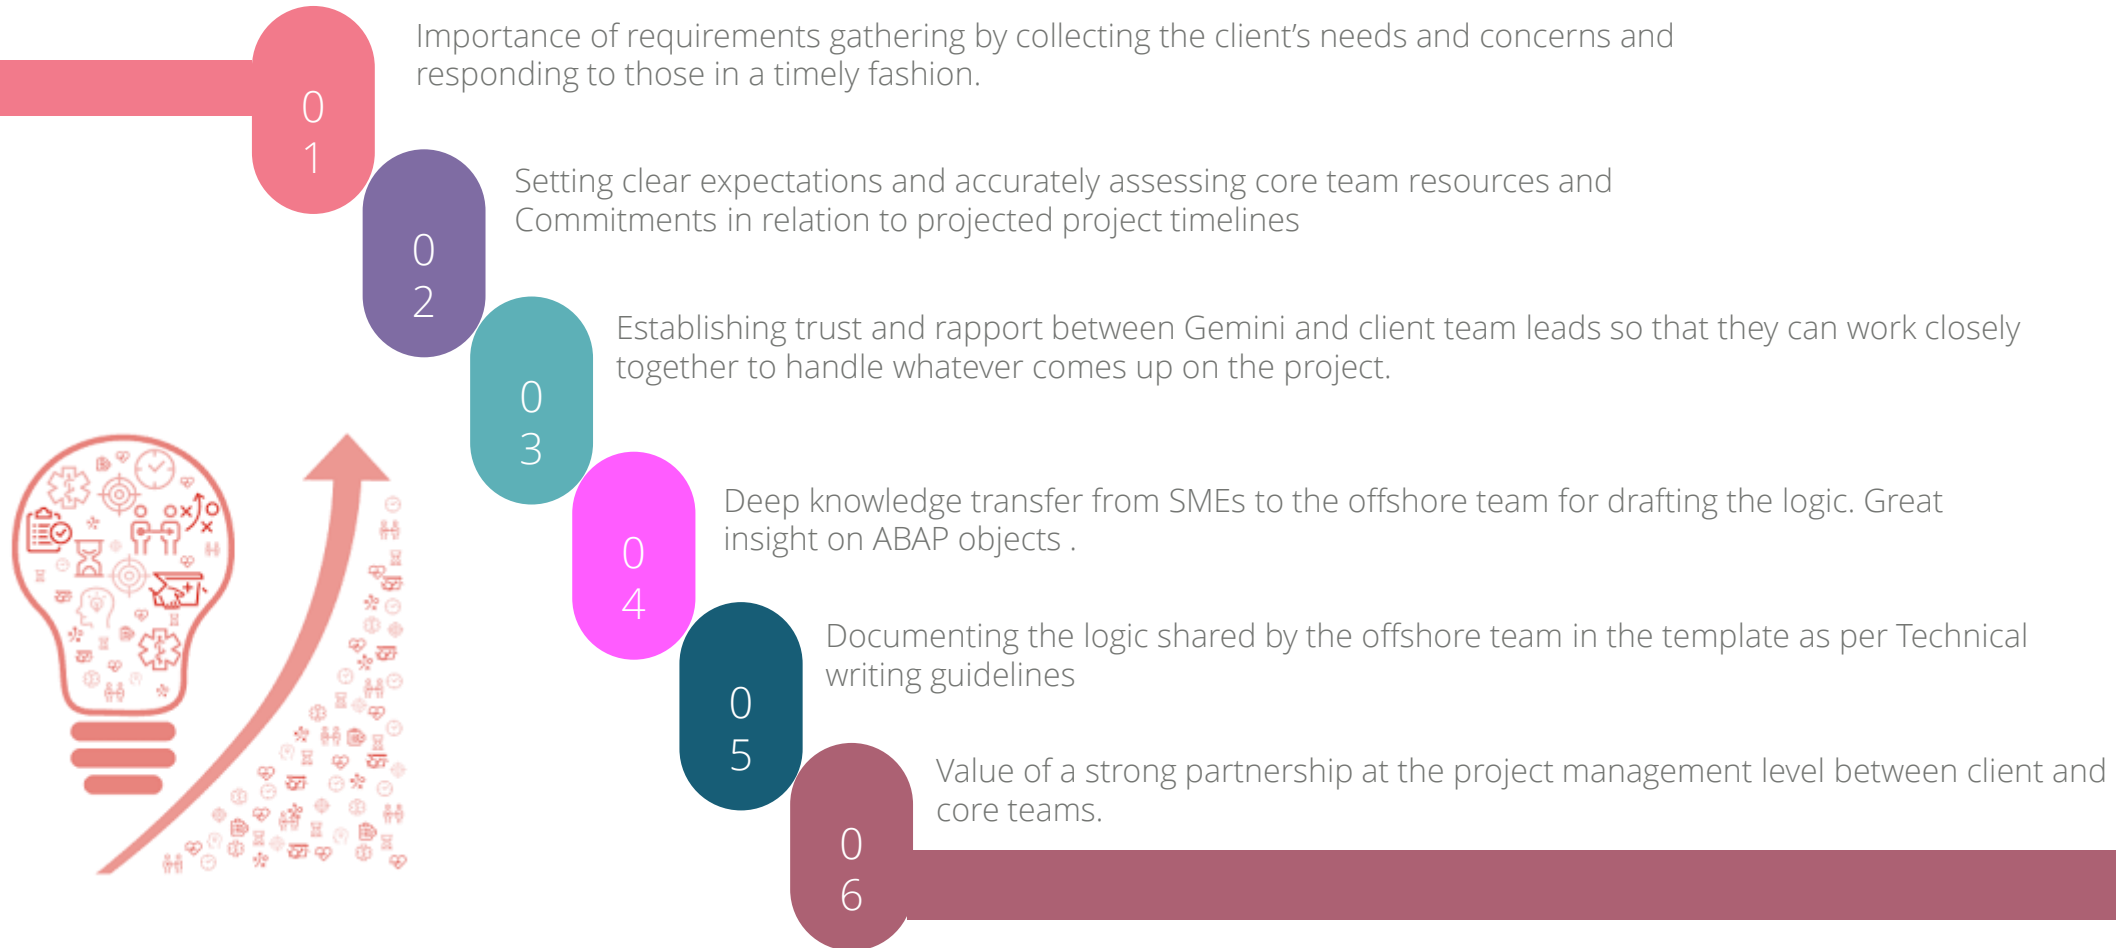 0
1
Importance of requirements gathering by collecting the client’s needs and concerns and
responding to those in a timely fashion.
0
2
Setting clear expectations and accurately assessing core team resources and
Commitments in relation to projected project timelines
0
3
Establishing trust and rapport between Gemini and client team leads so that they can work closely
together to handle whatever comes up on the project.
0
4
Deep knowledge transfer from SMEs to the offshore team for drafting the logic. Great
insight on ABAP objects .
0
5
Documenting the logic shared by the offshore team in the template as per Technical
writing guidelines
0
6
Value of a strong partnership at the project management level between client and
core teams.